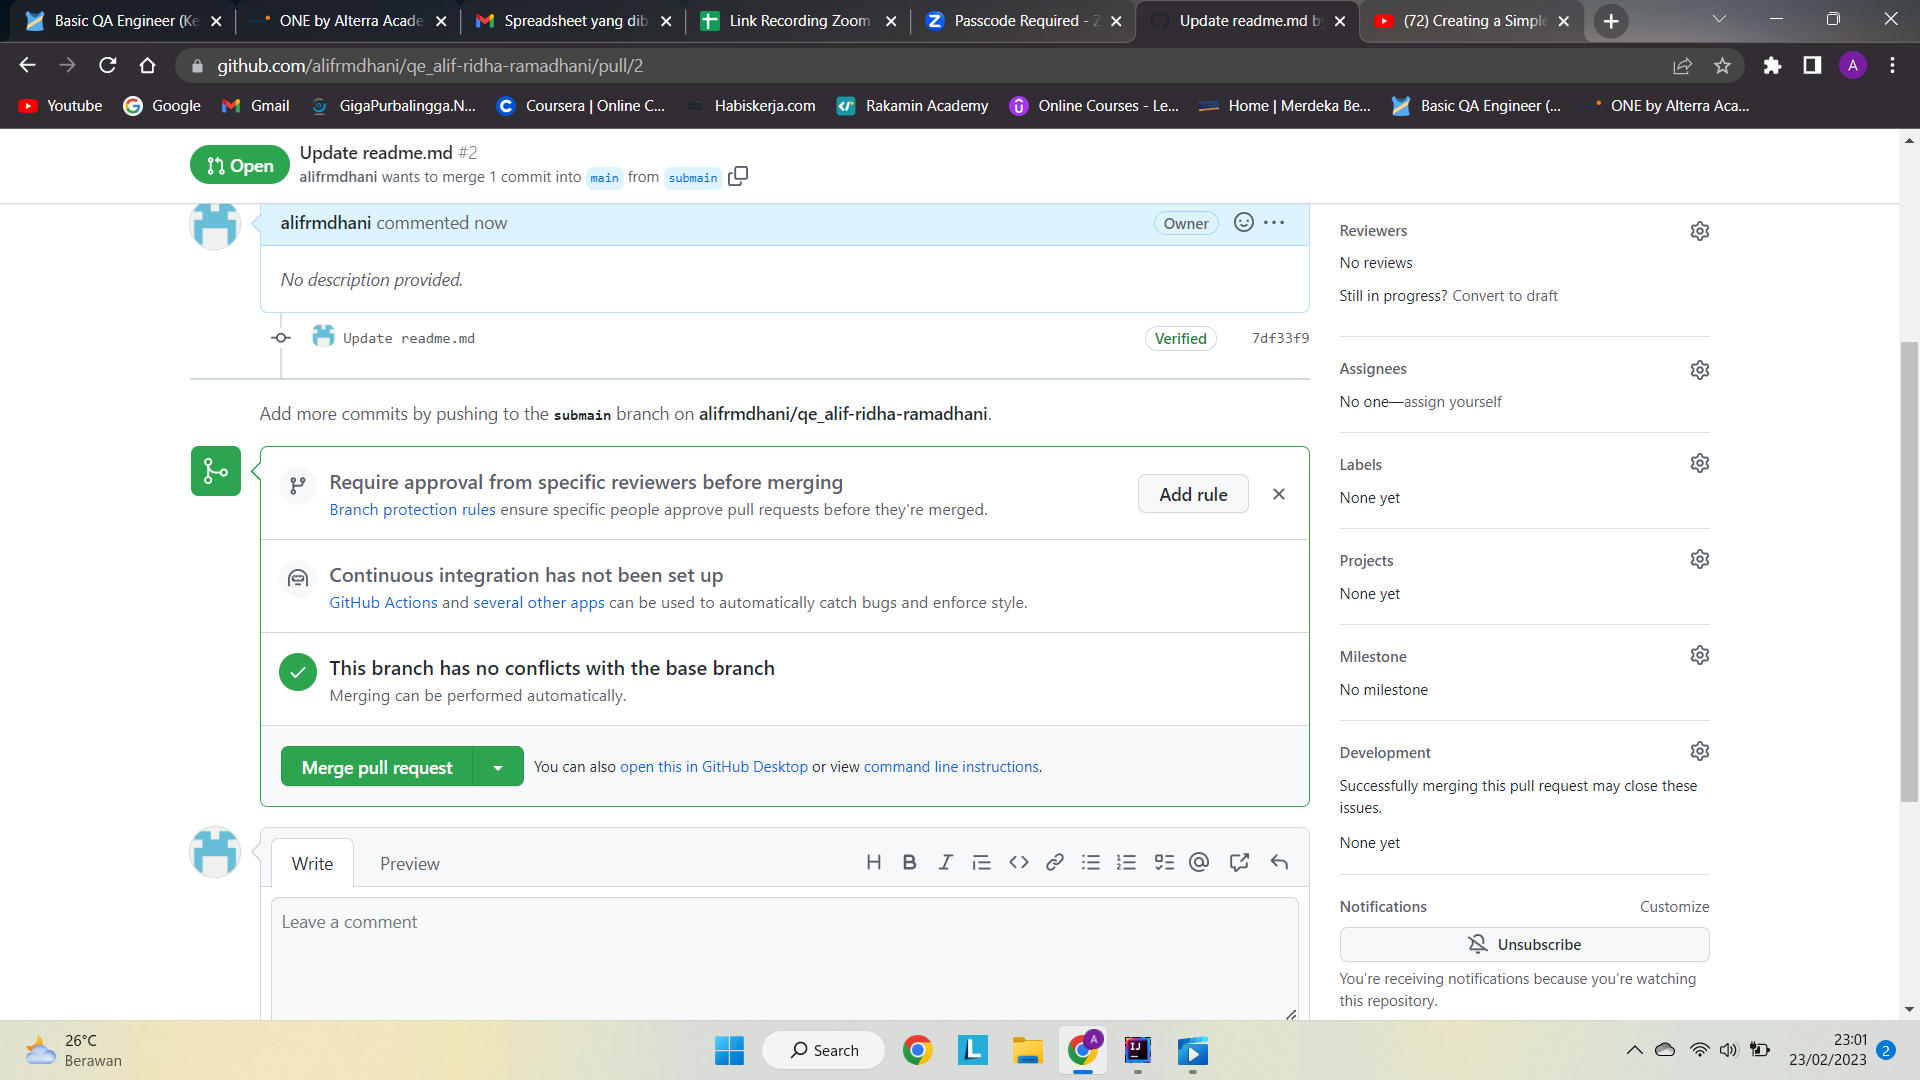 Basic QA Engineer (Ke
ONE by Alterra Acade
Spreadsheet yang dib
Link Recording Zoom
Passcode Required - Z
Update readme.md by
(72) Creating a Simple
github.com/alifrmdhani/qe_alif-ridha-ramadhani/pull/2
A
Youtube
Google
Gmail
GigaPurbalingga.N...
Coursera | Online C...
Habiskerja.com
Rakamin Academy
Online Courses - Le...
Home | Merdeka Be...
Basic QA Engineer (...
ONE by Alterra Aca...
Open
Update readme.md #2
alifrmdhani wants to merge 1 commit into main from submain
alifrmdhani commented now
Owner
No description provided.
Update readme.md
Verified
7df33f9
Add more commits by pushing to the submain branch on alifrmdhani/qe_alif-ridha-ramadhani.
Require approval from specific reviewers before merging
Branch protection rules ensure specific people approve pull requests before they're merged.
Add rule
Continuous integration has not been set up
GitHub Actions and several other apps can be used to automatically catch bugs and enforce style.
This branch has no conflicts with the base branch
Merging can be performed automatically.
Merge pull request
You can also open this in GitHub Desktop or view command line instructions.
Write
Preview
Leave a comment
Reviewers
No reviews
Still in progress? Convert to draft
Assignees
No one—assign yourself
Labels
None yet
Projects
None yet
Milestone
No milestone
Development
Successfully merging this pull request may close these
issues.
None yet
Notifications
Customize
Unsubscribe
You're receiving notifications because you're watching
this repository.
26°C
Berawan
Search
A
23:01
23/02/2023
2